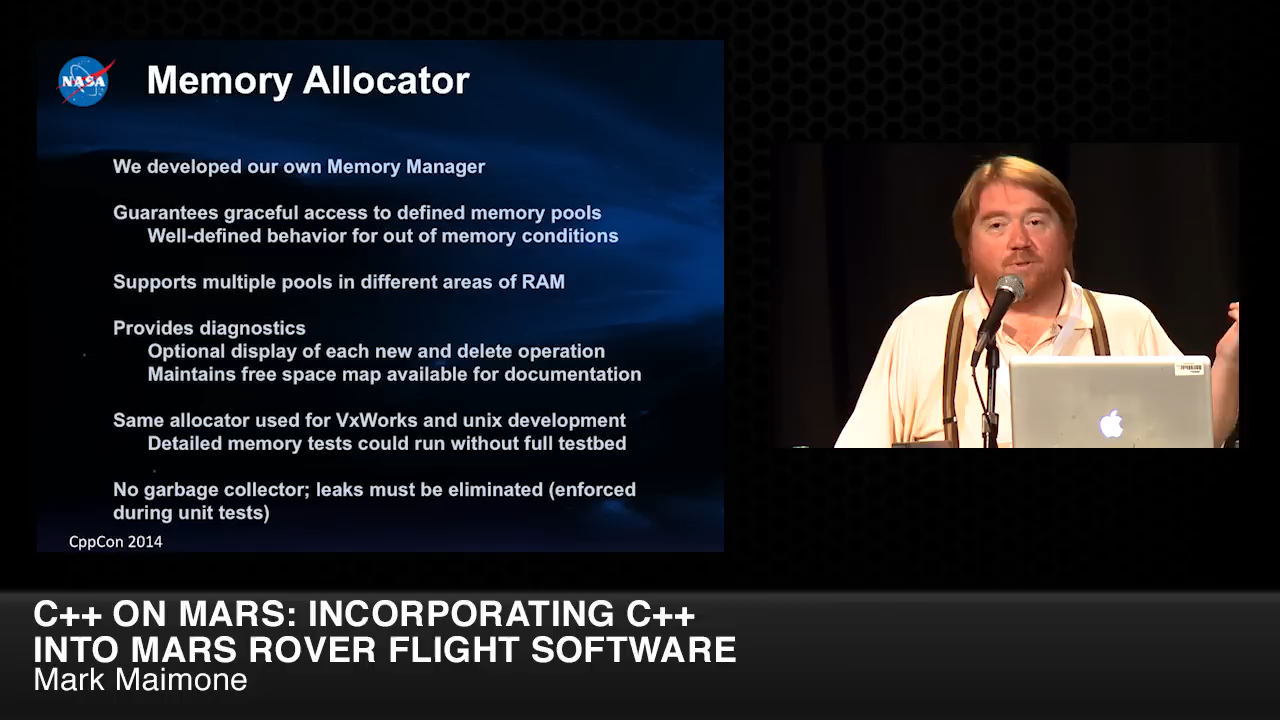 NASA
Memory Allocator
We developed our own Memory Manager
Guarantees graceful access to defined memory pools
Well-defined behavior for out of memory conditions
Supports multiple pools in different areas of RAM
Provides diagnostics
Optional display of each new and delete operation
Maintains free space map available for documentation
Same allocator used for VxWorks and unix development
Detailed memory tests could run without full testbed
No garbage collector; leaks must be eliminated (enforced
during unit tests)
CppCon 2014
C++ ON MARS: INCORPORATING C++
INTO MARS ROVER FLIGHT SOFTWARE
Mark Maimone